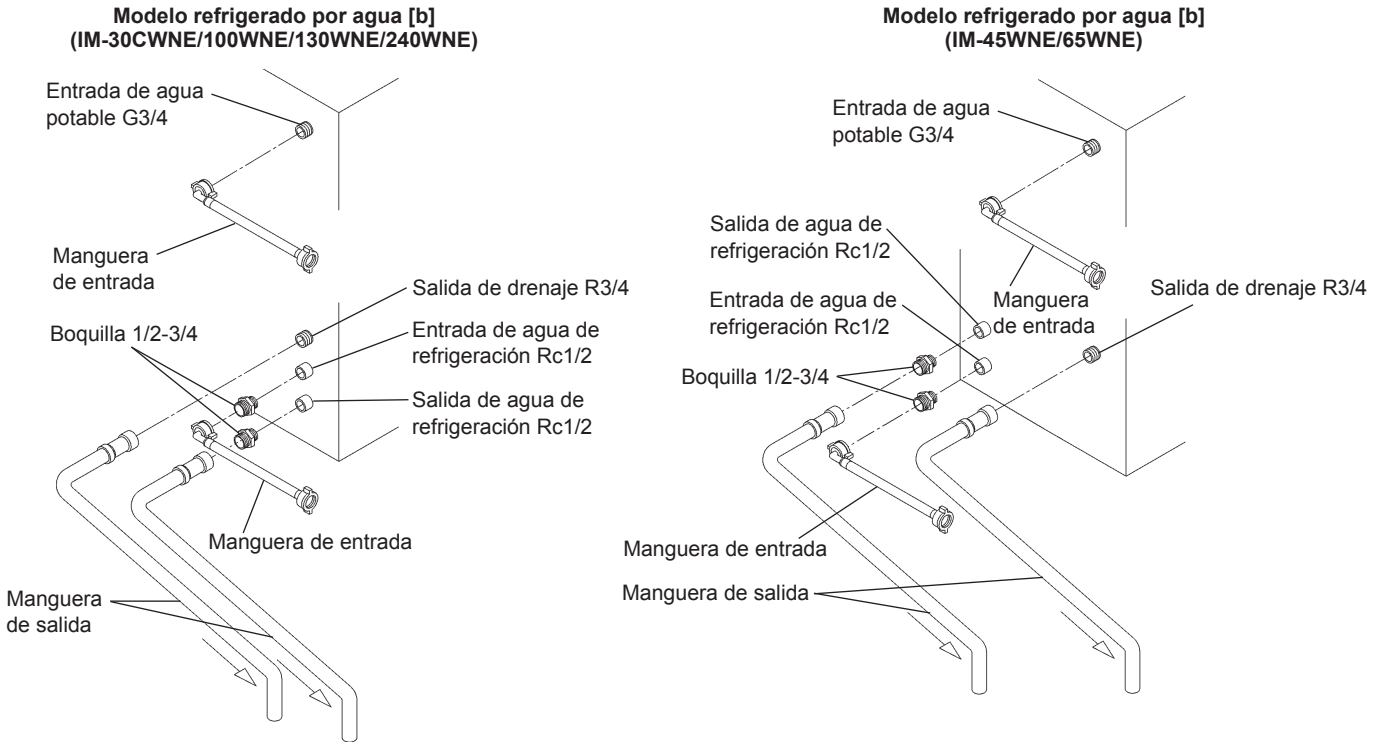 Modelo refrigerado por agua [b]
(IM-30CWNE/100WNE/130WNE/240WNE)
Entrada de agua
potable G3/4
Manguera
de entrada
Boquilla 1/2-3/4
Salida de drenaje R3/4
Entrada de agua de
refrigeración Rc1/2
Salida de agua de
refrigeración Rc1/2
Manguera de entrada
Manguera
de salida
Modelo refrigerado por agua [b]
(IM-45WNE/65WNE)
Entrada de agua
potable G3/4
Salida de agua de
refrigeración Rc1/2
Entrada de agua de
refrigeración Rc1/2
Manguera
de entrada
Salida de drenaje R3/4
Boquilla 1/2-3/4
Manguera de entrada
Manguera de salida